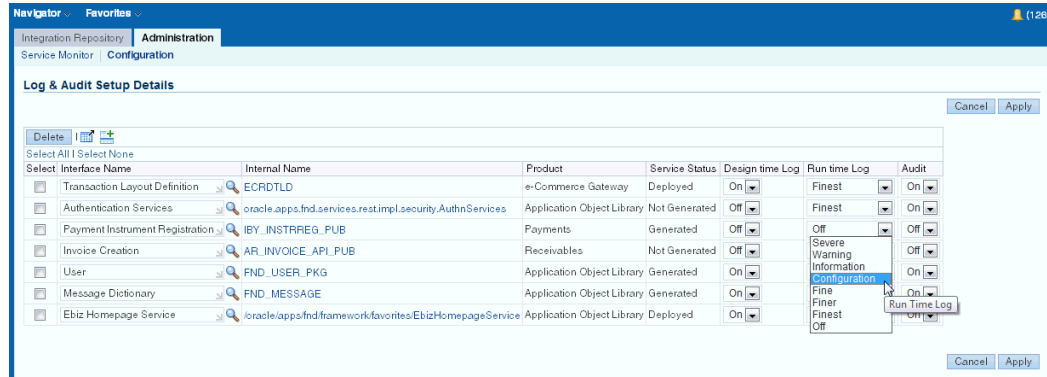 Navigator Favorites (126
Integration Repository Administration
Service Monitor | Configuration
Log & Audit Setup Details
Cancel Apply
Delete
Select All | Select None
Select Interface Name Internal Name Product Service Status Design time Log Run time Log Audit
Transaction Layout Definition ECRDTLD e-Commerce Gateway Deployed On Finest On
Authentication Services oracle.apps.fnd.services.rest.impl.security.AuthnServices Application Object Library Not Generated Off Finest On
Payment Instrument Registration IBY_INSTRREG_PUB Payments Generated Off Off Off
Invoice Creation AR_INVOICE_API_PUB Receivables Not Generated Off Off
User FND_USER_PKG Application Object Library Generated On On
Message Dictionary FND_MESSAGE Application Object Library Generated On On
Ebiz Homepage Service /oracle/apps/fnd/framework/favorites/EbizHomepageService Application Object Library Deployed On
Severe
Warning
Information
Configuration
Fine
Finer
Finest
Off
Run Time Log
Cancel Apply